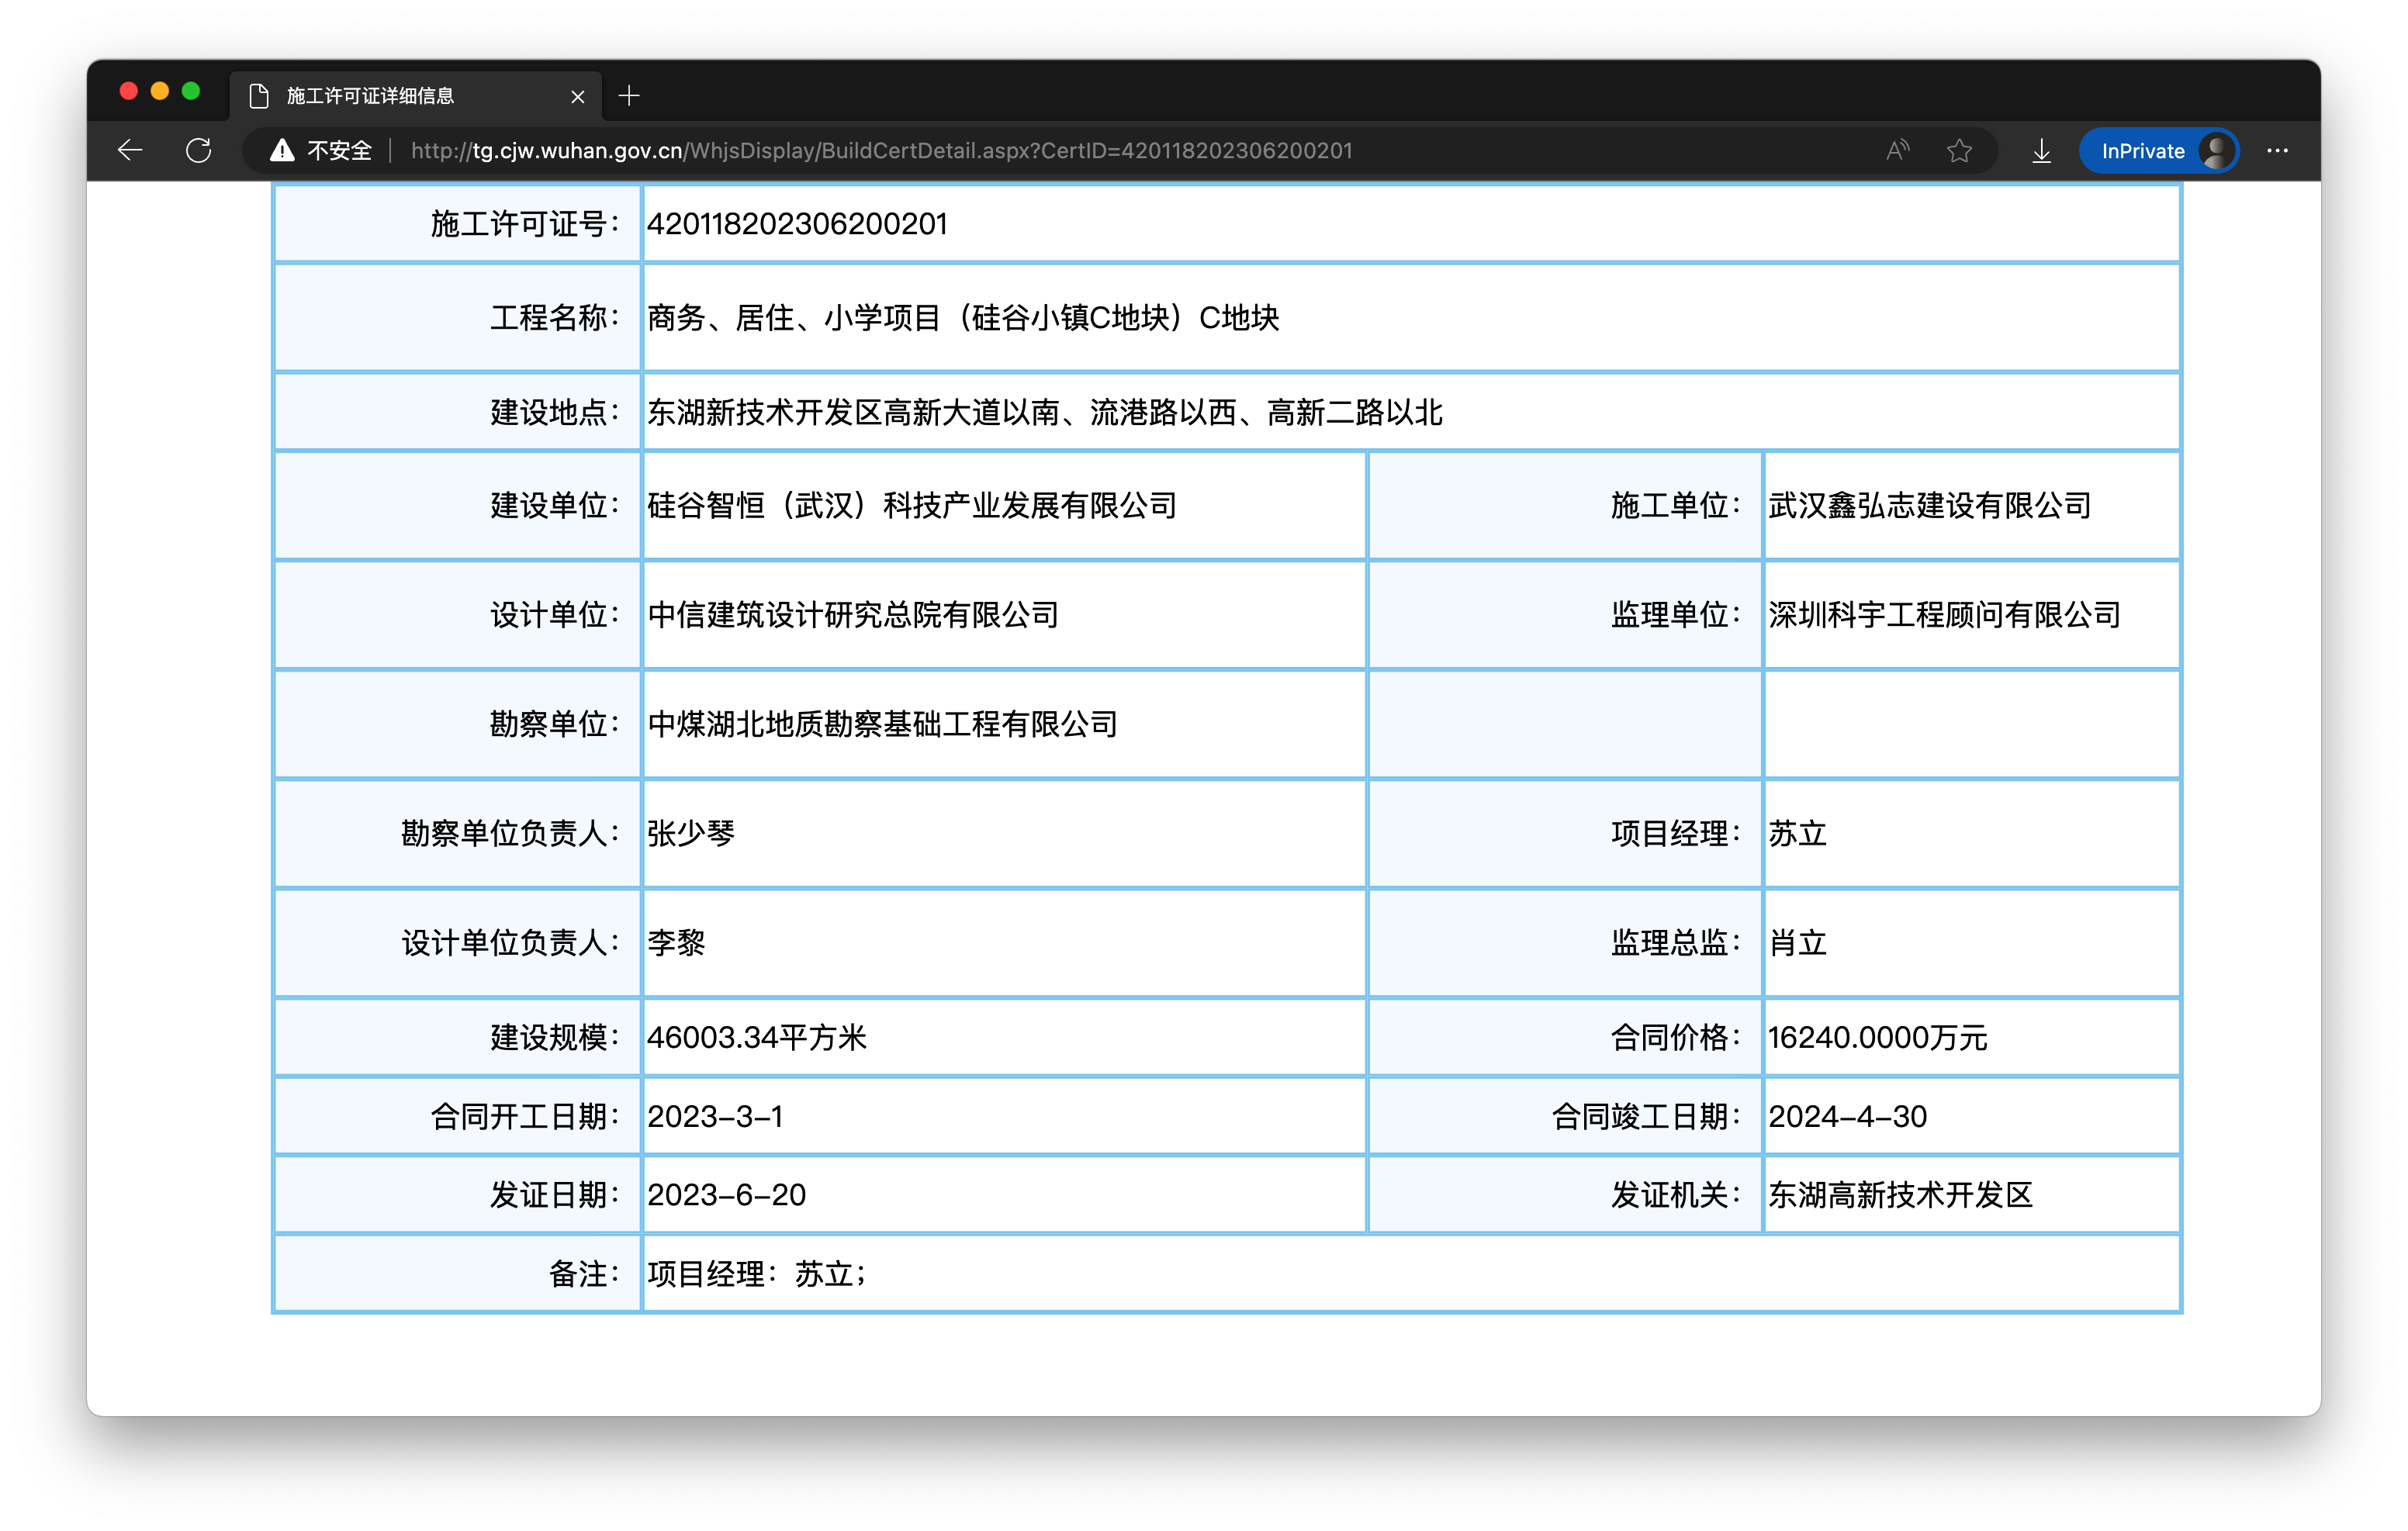 施工许可证详细信息
不安全 http://tg.cjw.wuhan.gov.cn/WhjsDisplay/BuildCertDetail.aspx?CertID=420118202306200201 InPrivate
施工许可证号： 420118202306200201
工程名称： 商务、居住、小学项目（硅谷小镇C地块）C地块
建设地点： 东湖新技术开发区高新大道以南、流港路以西、高新二路以北
建设单位： 硅谷智恒（武汉）科技产业发展有限公司 施工单位： 武汉鑫弘志建设有限公司
设计单位： 中信建筑设计研究总院有限公司 监理单位： 深圳科宇工程顾问有限公司
勘察单位： 中煤湖北地质勘察基础工程有限公司
勘察单位负责人： 张少琴 项目经理： 苏立
设计单位负责人： 李黎 监理总监： 肖立
建设规模： 46003.34平方米 合同价格： 16240.0000万元
合同开工日期： 2023-3-1 合同竣工日期： 2024-4-30
发证日期： 2023-6-20 发证机关： 东湖高新技术开发区
备注： 项目经理：苏立；